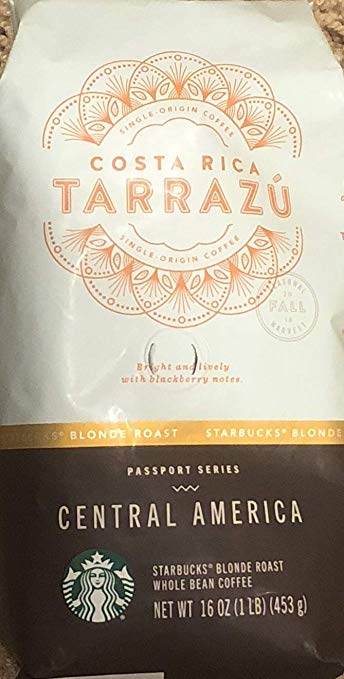 SINGLE-ORIGIN COFFEE
COSTA RICA
TARRAZÚ
SINGLE-ORIGIN COFFEE
SEASONAL
20 FALL 18
HARVEST
Bright and lively
with blackberry notes.
STARBUCKS® BLONDE ROAST STARBUCKS® BLONDE
PASSPORT SERIES
CENTRAL AMERICA
STARBUCKS® BLONDE ROAST
WHOLE BEAN COFFEE
NET WT 16 OZ (1 LB) (453 g)